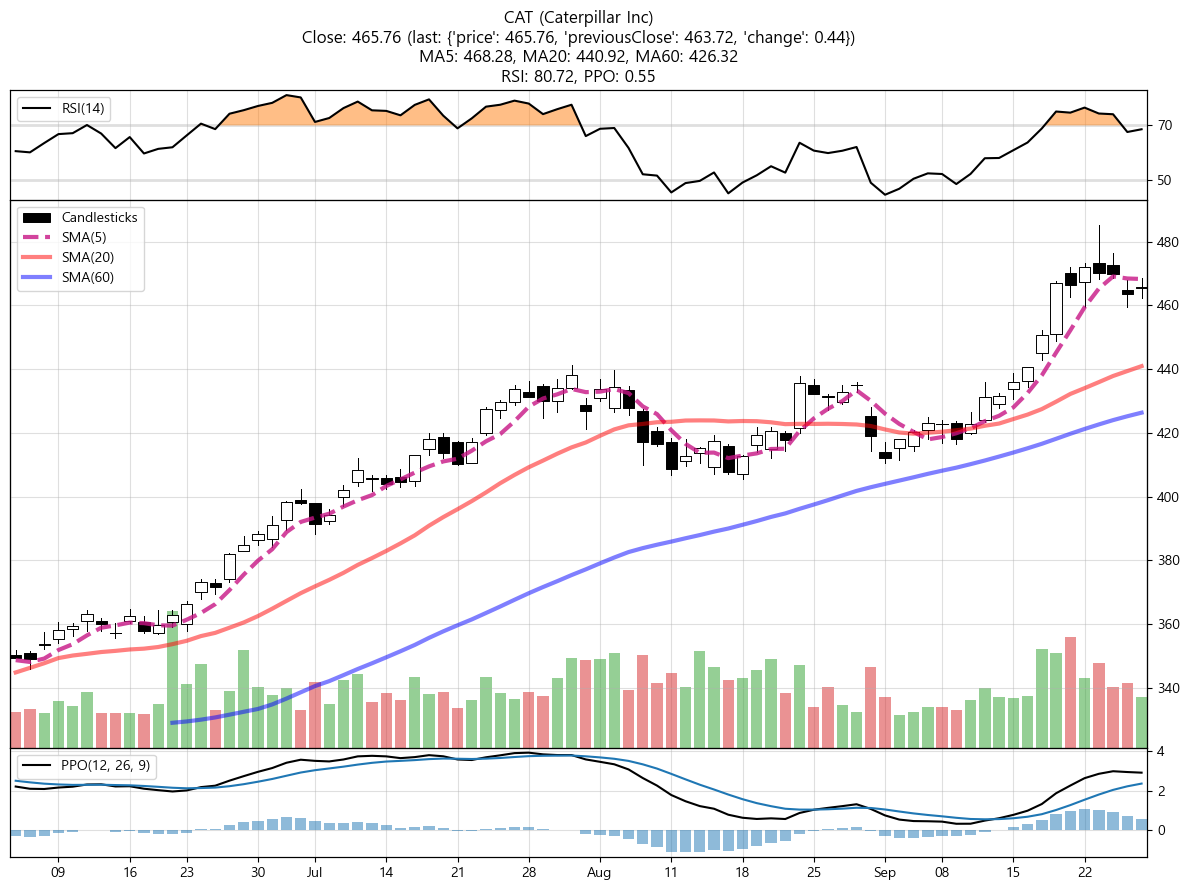 CAT (Caterpillar Inc)
Close: 465.76 (last: {'price': 465.76, 'previousClose': 463.72, 'change': 0.44})
MA5: 468.28, MA20: 440.92, MA60: 426.32
RSI: 80.72, PPO: 0.55
RSI(14)
70
50
Candlesticks
SMA(5)
SMA(20)
SMA(60)
480
460
440
420
400
380
360
340
PPO(12, 26, 9)
4
2
0
09 16 23 30 Jul 14 21 28 Aug 11 18 25 Sep 08 15 22